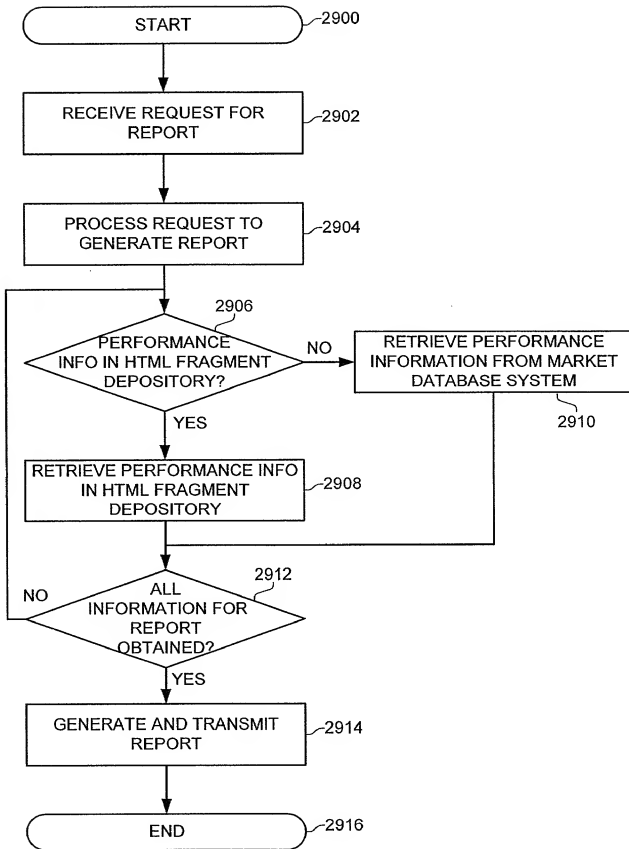 START
2900
RECEIVE REQUEST FOR
REPORT
2902
PROCESS REQUEST TO
GENERATE REPORT
2904
2906
PERFORMANCE
INFO IN HTML FRAGMENT
DEPOSITORY?
NO
RETRIEVE PERFORMANCE
INFORMATION FROM MARKET
DATABASE SYSTEM
2910
YES
RETRIEVE PERFORMANCE INFO
IN HTML FRAGMENT
DEPOSITORY
2908
2912
NO
ALL
INFORMATION FOR
REPORT
OBTAINED?
YES
GENERATE AND TRANSMIT
REPORT
2914
END
2916